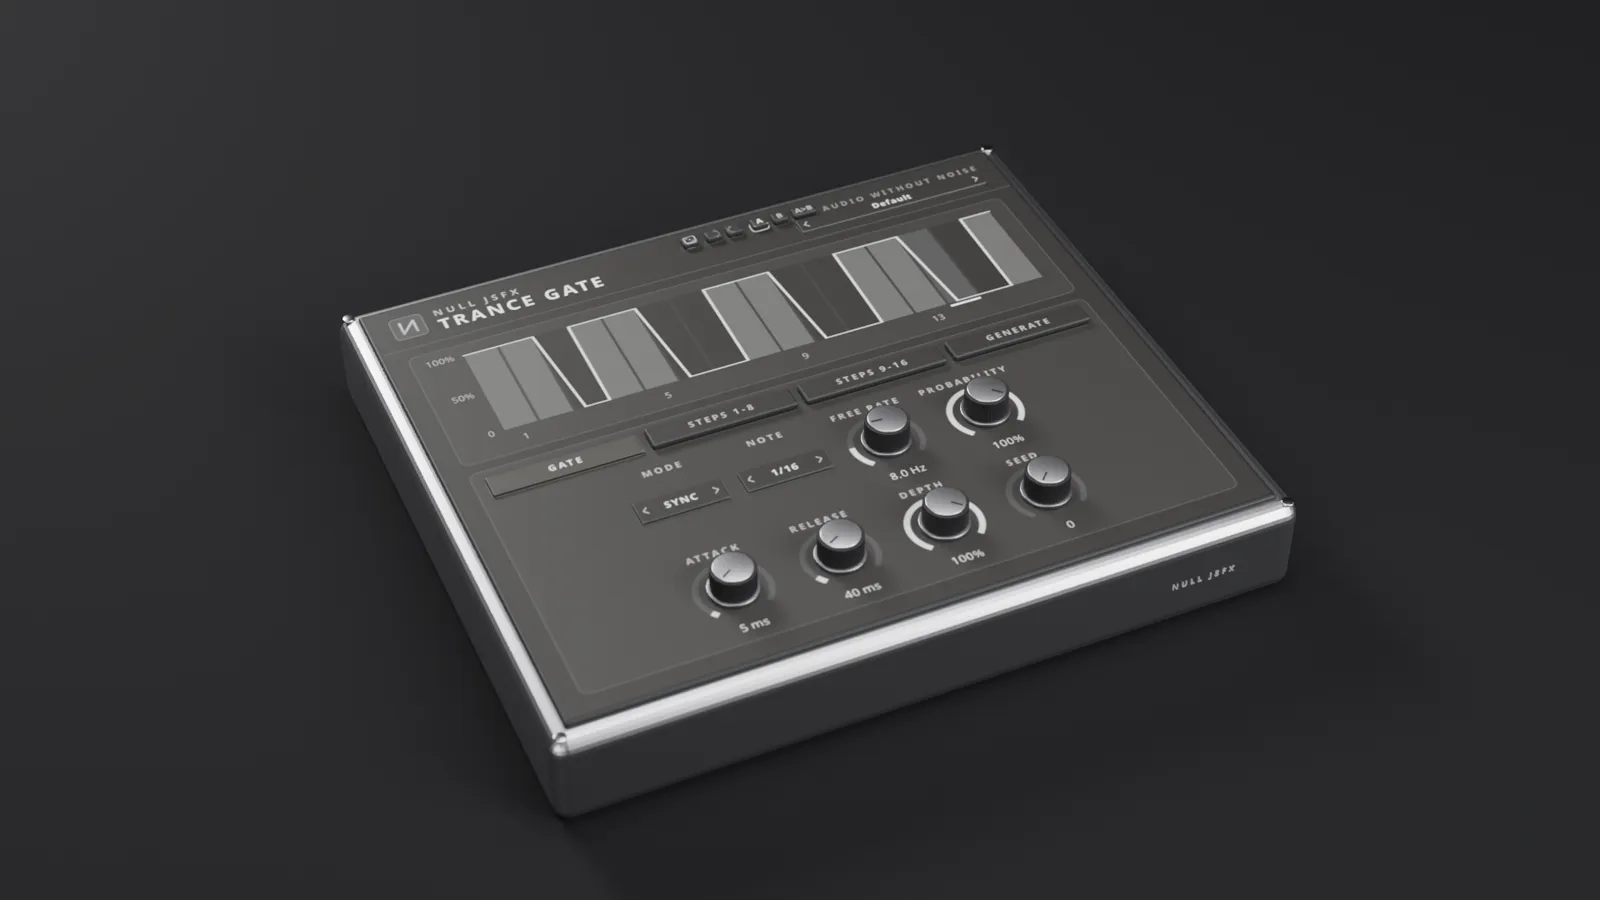 NULL JSFX
TRANCE GATE
A
B
A>B
AUDIO WITHOUT NOISE
Default
100%
50%
0
1
5
9
13
GATE
STEPS 1-8
STEPS 9-16
GENERATE
MODE
SYNC
NOTE
1/16
FREE RATE
8.0 Hz
PROBABILITY
100%
ATTACK
5 ms
RELEASE
40 ms
DEPTH
100%
SEED
0
NULL JSFX